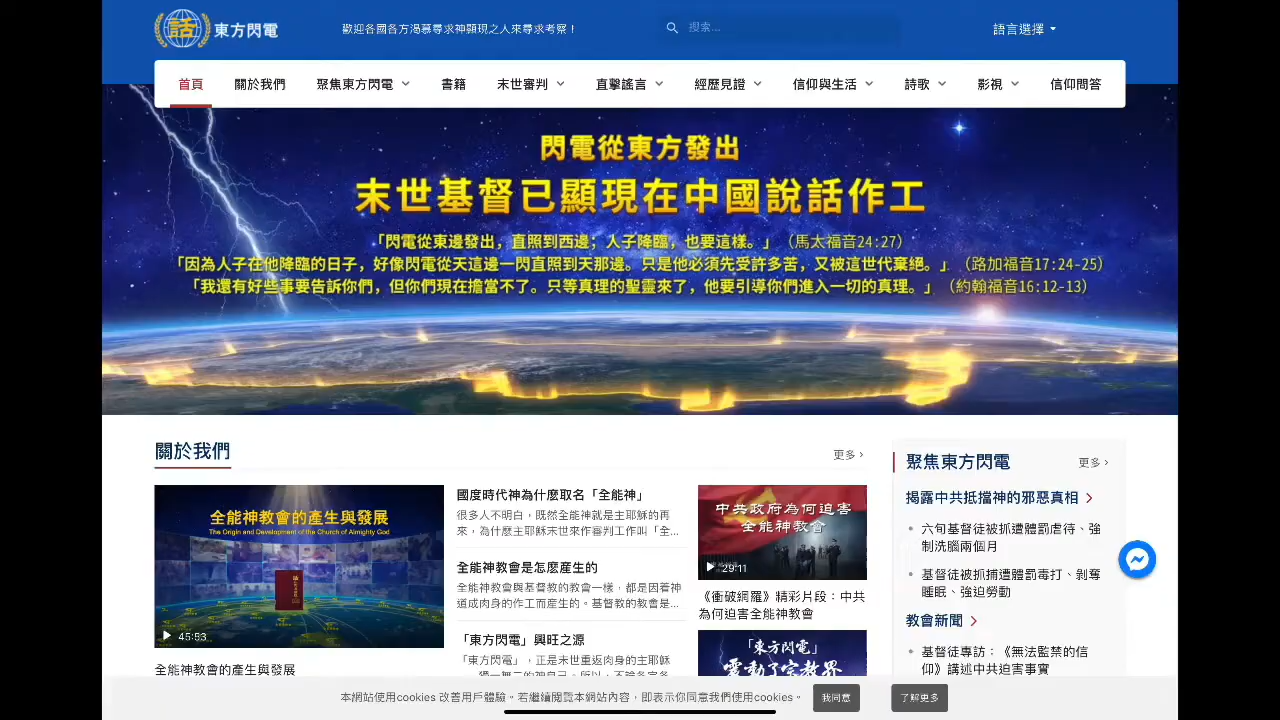 話 東方閃電
歡迎各國各方渴慕尋求神顯現之人來尋求考察！
搜索...
語言選擇
首頁 關於我們 聚焦東方閃電 書籍 末世審判 直擊謠言 經歷見證 信仰與生活 詩歌 影視 信仰問答
閃電從東方發出
末世基督已顯現在中國說話作工
「閃電從東邊發出，直照到西邊；人子降臨，也要這樣。」（馬太福音24:27）
「因為人子在他降臨的日子，好像閃電從天這邊一閃直照到天那邊。只是他必須先受許多苦，又被這世代棄絕。」（路加福音17:24-25）
「我還有好些事要告訴你們，但你們現在擔當不了。只等真理的聖靈來了，他要引導你們進入一切的真理。」（約翰福音16:12-13）
關於我們
更多 ›
全能神教會的產生與發展
The Origin and Development of the Church of Almighty God
45:53
全能神教會的產生與發展
國度時代神為什麼取名「全能神」
很多人不明白，既然全能神就是主耶穌的再
來，為什麼主耶穌末世來作審判工作叫「全...
全能神教會是怎麼產生的
全能神教會與基督教的教會一樣，都是因着神
道成肉身的作工而產生的。基督教的教會是...
「東方閃電」興旺之源
「東方閃電」，正是末世重返肉身的主耶穌
中共政府為何迫害
全能神教會
29:11
《衝破網羅》精彩片段：中共
為何迫害全能神教會
「東方閃電」
震動了宗教界
聚焦東方閃電
更多 ›
揭露中共抵擋神的邪惡真相
六旬基督徒被抓遭體罰虐待、強
制洗腦兩個月
基督徒被抓捕遭體罰毒打、剝奪
睡眠、強迫勞動
教會新聞
基督徒專訪：《無法監禁的信
仰》講述中共迫害事實
本網站使用cookies 改善用戶體驗。若繼續閱覽本網站內容，即表示你同意我們使用cookies。
我同意
了解更多